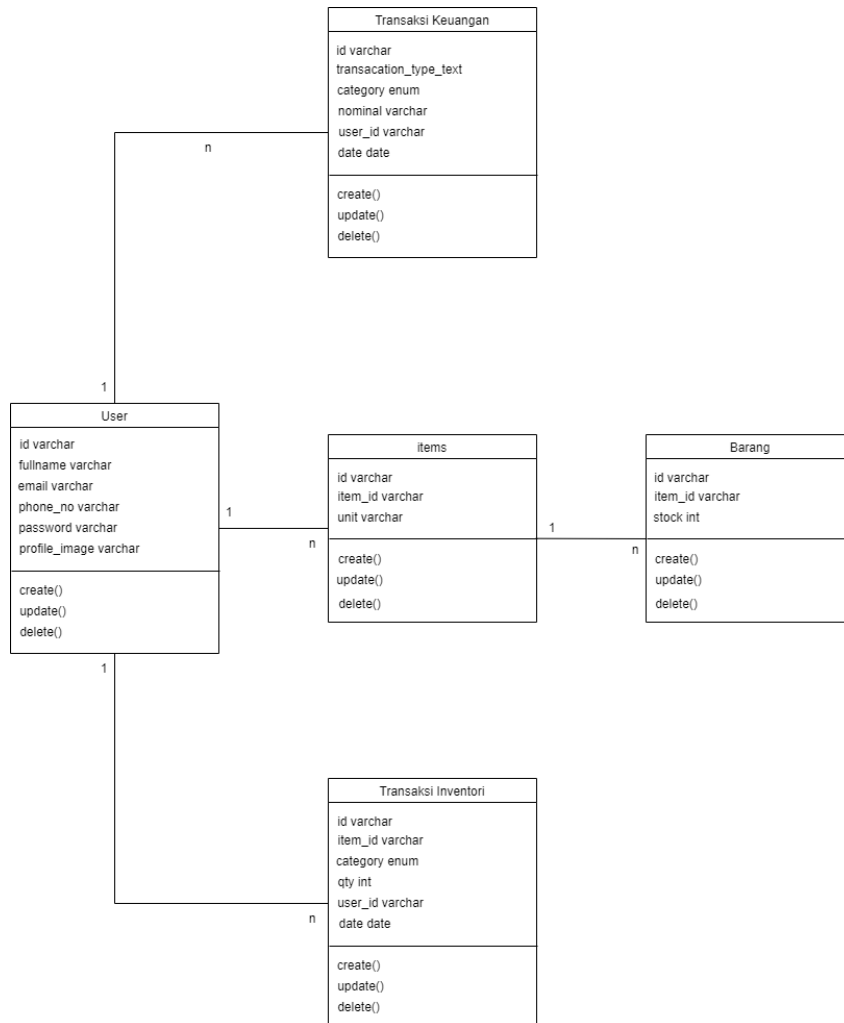 Transaksi Keuangan
id varchar
transacation_type_text
category enum
nominal varchar
user_id varchar
date date
create()
update()
delete()
n
1
User
id varchar
fullname varchar
email varchar
phone_no varchar
password varchar
profile_image varchar
create()
update()
delete()
1
n
items
id varchar
item_id varchar
unit varchar
create()
update()
delete()
1
n
Barang
id varchar
item_id varchar
stock int
create()
update()
delete()
1
n
Transaksi Inventori
id varchar
item_id varchar
category enum
qty int
user_id varchar
date date
create()
update()
delete()